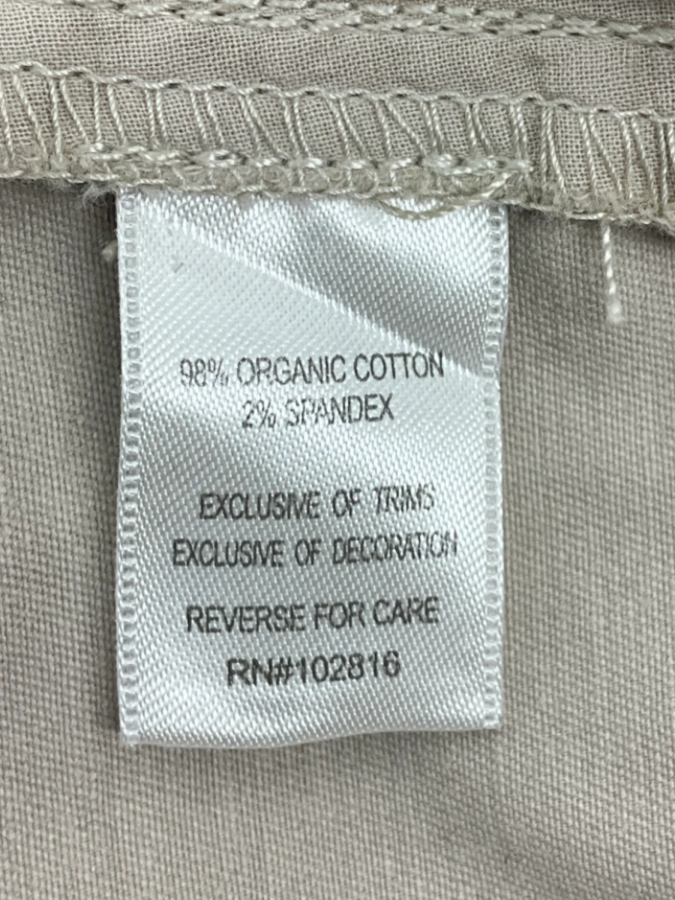 98% ORGANIC COTTON
2% SPANDEX
EXCLUSIVE OF TRIMS
EXCLUSIVE OF DECORATION
REVERSE FOR CARE
RN#102816